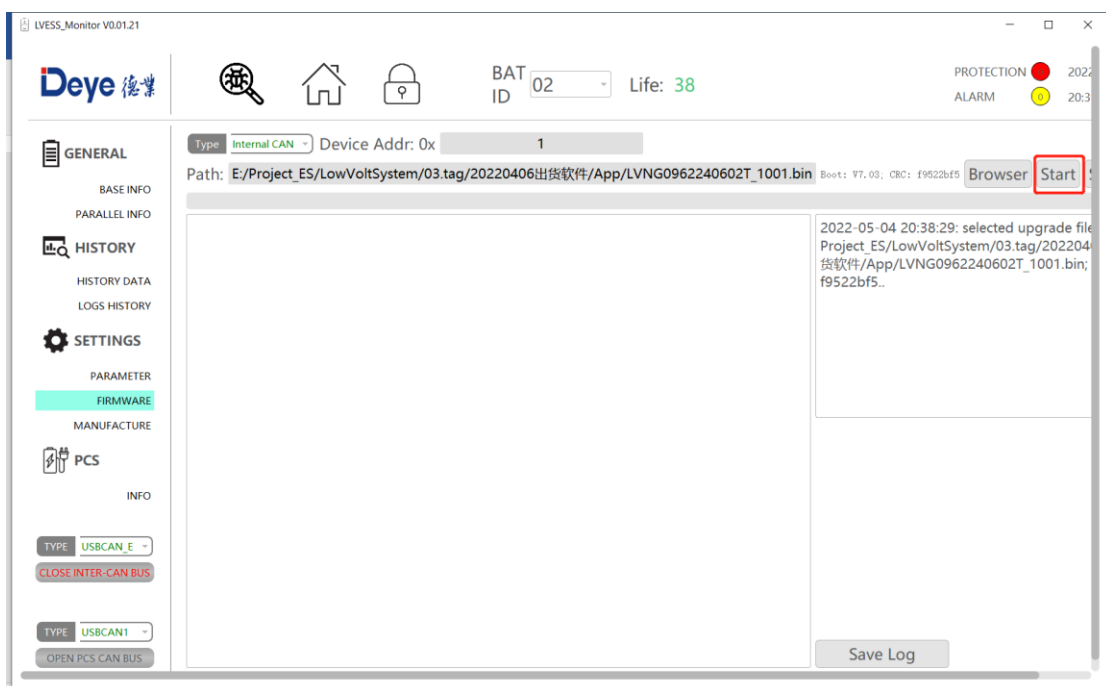 LVESS_Monitor V0.01.21
Deye 德業
BAT ID 02 Life: 38
PROTECTION 2022
ALARM 0 20:3
GENERAL
BASE INFO
PARALLEL INFO
HISTORY
HISTORY DATA
LOGS HISTORY
SETTINGS
PARAMETER
FIRMWARE
MANUFACTURE
PCS
INFO
TYPE USBCAN_E
CLOSE INTER-CAN BUS
TYPE USBCAN1
OPEN PCS CAN BUS
Type Internal CAN Device Addr: 0x 1
Path: E:/Project_ES/LowVoltSystem/03.tag/20220406出货软件/App/LVNG0962240602T_1001.bin Boot: V7.03; CRC: f9522bf5 Browser Start
2022-05-04 20:38:29: selected upgrade file
Project_ES/LowVoltSystem/03.tag/202204
货软件/App/LVNG0962240602T_1001.bin;
f9522bf5..
Save Log